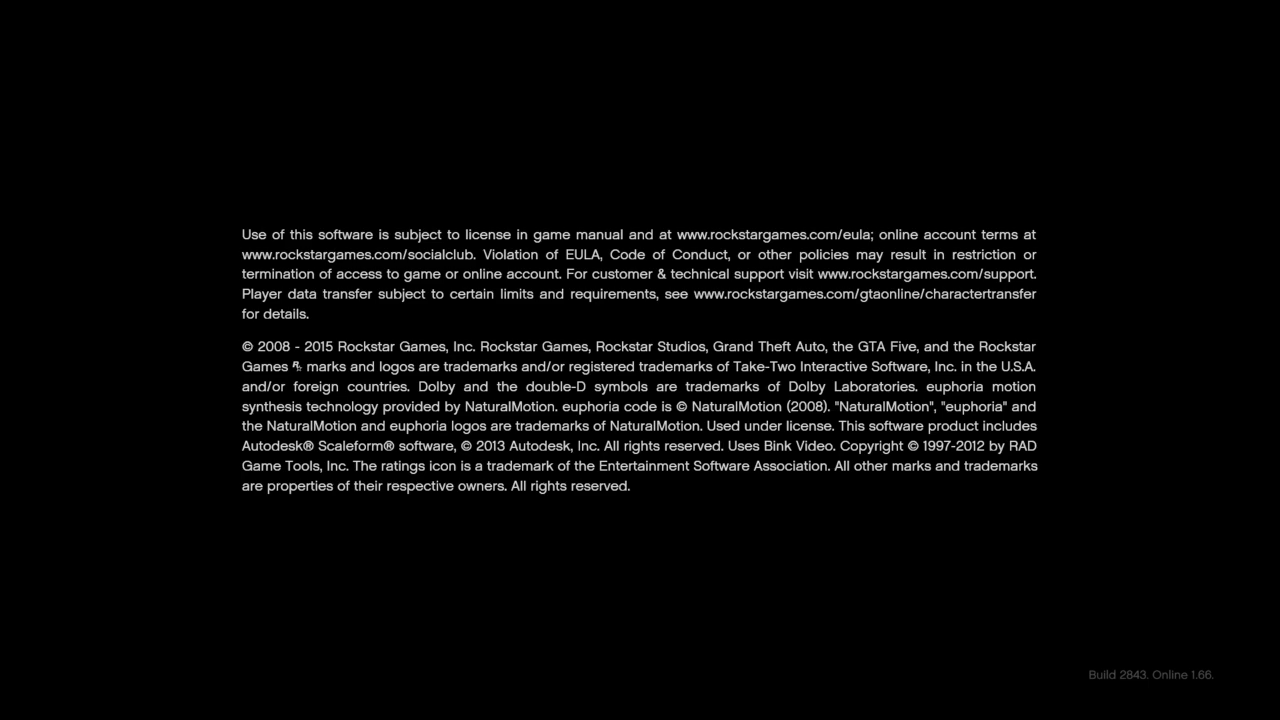 Use of this software is subject to license in game manual and at www.rockstargames.com/eula; online account terms at
www.rockstargames.com/socialclub. Violation of EULA, Code of Conduct, or other policies may result in restriction or
termination of access to game or online account. For customer & technical support visit www.rockstargames.com/support.
Player data transfer subject to certain limits and requirements, see www.rockstargames.com/gtaonline/charactertransfer
for details.
© 2008 - 2015 Rockstar Games, Inc. Rockstar Games, Rockstar Studios, Grand Theft Auto, the GTA Five, and the Rockstar
Games R* marks and logos are trademarks and/or registered trademarks of Take-Two Interactive Software, Inc. in the U.S.A.
and/or foreign countries. Dolby and the double-D symbols are trademarks of Dolby Laboratories. euphoria motion
synthesis technology provided by NaturalMotion. euphoria code is © NaturalMotion (2008). "NaturalMotion", "euphoria" and
the NaturalMotion and euphoria logos are trademarks of NaturalMotion. Used under license. This software product includes
Autodesk® Scaleform® software, © 2013 Autodesk, Inc. All rights reserved. Uses Bink Video. Copyright © 1997-2012 by RAD
Game Tools, Inc. The ratings icon is a trademark of the Entertainment Software Association. All other marks and trademarks
are properties of their respective owners. All rights reserved.
Build 2843. Online 1.66.